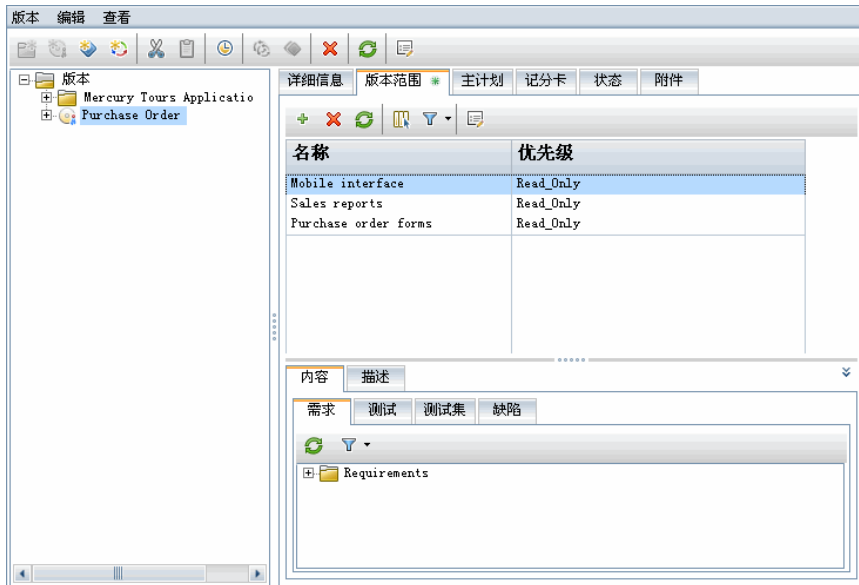 版本 编辑 查看
版本
Mercury Tours Applicatio
Purchase Order
详细信息 版本范围 * 主计划 记分卡 状态 附件
名称 优先级
Mobile interface Read_Only
Sales reports Read_Only
Purchase order forms Read_Only
内容 描述
需求 测试 测试集 缺陷
Requirements